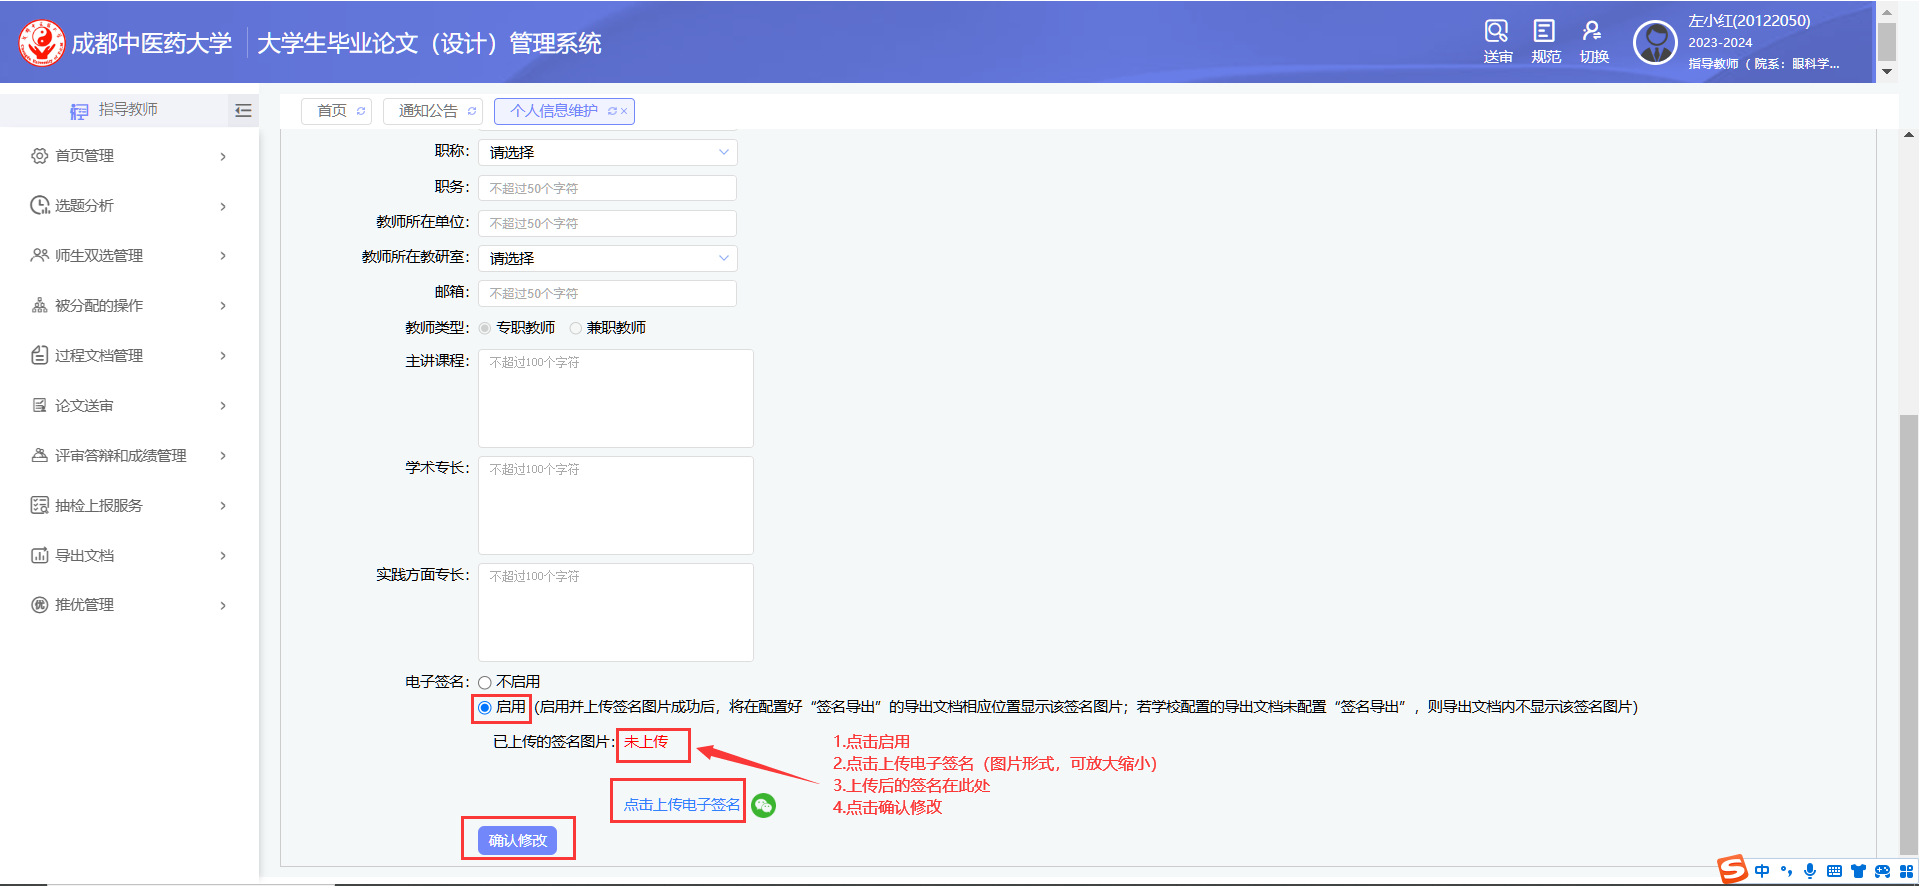 成都中医药大学 大学生毕业论文（设计）管理系统
送审 规范 切换
左小红(20122050)
2023-2024
指导教师（ 院系：眼科学...
指导教师
首页 通知公告 个人信息维护
首页管理
选题分析
师生双选管理
被分配的操作
过程文档管理
论文送审
评审答辩和成绩管理
抽检上报服务
导出文档
推优管理
职称： 请选择
职务： 不超过50个字符
教师所在单位： 不超过50个字符
教师所在教研室： 请选择
邮箱： 不超过50个字符
教师类型： 专职教师 兼职教师
主讲课程： 不超过100个字符
学术专长： 不超过100个字符
实践方面专长： 不超过100个字符
电子签名： 不启用
启用 (启用并上传签名图片成功后，将在配置好“签名导出”的导出文档相应位置显示该签名图片；若学校配置的导出文档未配置“签名导出”，则导出文档内不显示该签名图片)
已上传的签名图片： 未上传
点击上传电子签名
确认修改
1.点击启用
2.点击上传电子签名（图片形式，可放大缩小）
3.上传后的签名在此处
4.点击确认修改
中